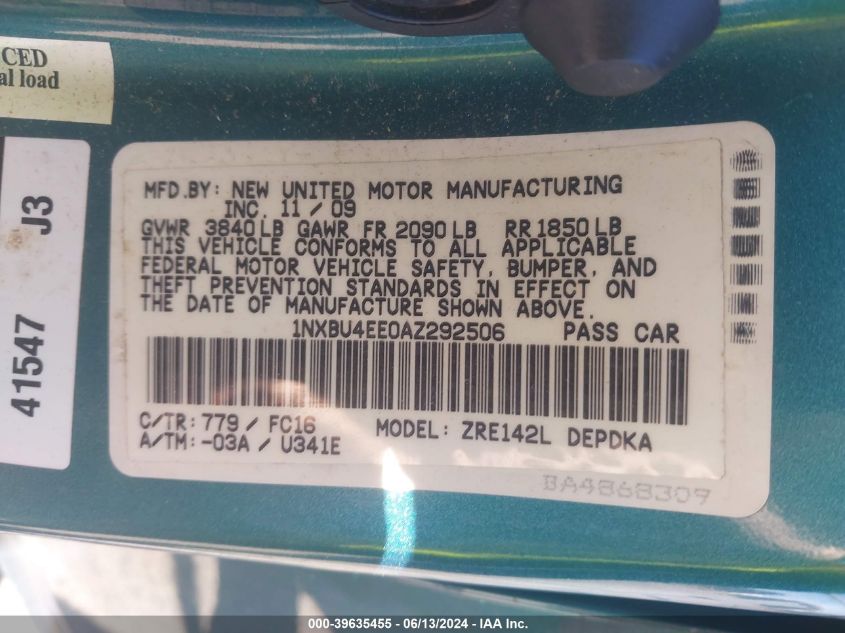 CED
al load
41547 J3
MFD.BY: NEW UNITED MOTOR MANUFACTURING
INC. 11 / 09
GVWR 3840 LB GAWR FR 2090 LB RR 1850 LB
THIS VEHICLE CONFORMS TO ALL APPLICABLE
FEDERAL MOTOR VEHICLE SAFETY, BUMPER, AND
THEFT PREVENTION STANDARDS IN EFFECT ON
THE DATE OF MANUFACTURE SHOWN ABOVE.
1NXBU4EE0AZ292506 PASS CAR
C/TR: 779 / FC16 MODEL: ZRE142L DEPDKA
A/TM: -03A / U341E
BA4868309
000-39635455 - 06/13/2024 - IAA Inc.